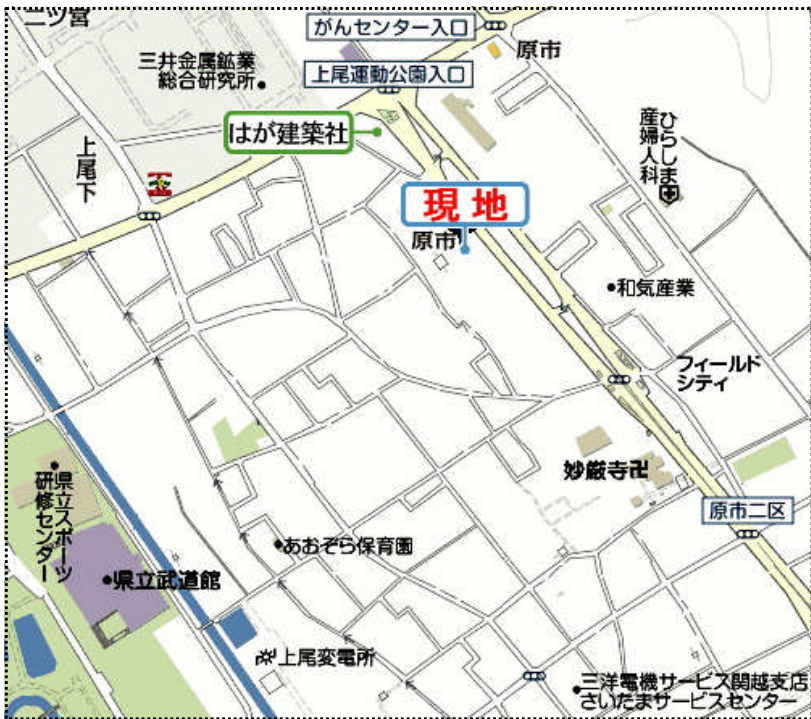 二ツ宮
がんセンター入口
原市
三井金属鉱業
総合研究所
上尾運動公園入口
はが建築社
ひらしま
産婦人科
上尾下
現地
原市
和気産業
フィールド
シティ
妙厳寺卍
県立スポーツ
研修センター
原市二区
あおぞら保育園
県立武道館
上尾変電所
三洋電機サービス関越支店
さいたまサービスセンター